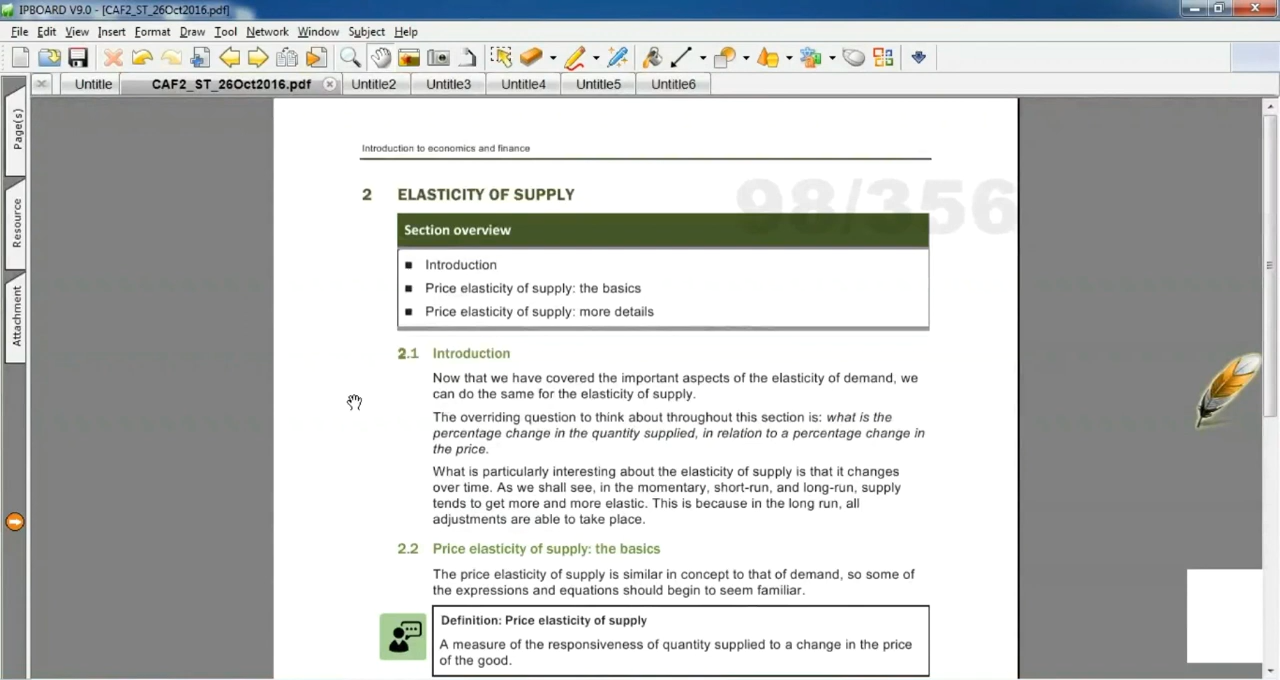 IPBOARD V9.0 - [CAF2_ST_26Oct2016.pdf]
File Edit View Insert Format Draw Tool Network Window Subject Help
Untitle CAF2_ST_26Oct2016.pdf Untitle2 Untitle3 Untitle4 Untitle5 Untitle6
Page(s)
Resource
Attachment
Introduction to economics and finance
98/356
2 ELASTICITY OF SUPPLY
Section overview
■ Introduction
■ Price elasticity of supply: the basics
■ Price elasticity of supply: more details
2.1 Introduction
Now that we have covered the important aspects of the elasticity of demand, we
can do the same for the elasticity of supply.
The overriding question to think about throughout this section is: what is the
percentage change in the quantity supplied, in relation to a percentage change in
the price.
What is particularly interesting about the elasticity of supply is that it changes
over time. As we shall see, in the momentary, short-run, and long-run, supply
tends to get more and more elastic. This is because in the long run, all
adjustments are able to take place.
2.2 Price elasticity of supply: the basics
The price elasticity of supply is similar in concept to that of demand, so some of
the expressions and equations should begin to seem familiar.
Definition: Price elasticity of supply
A measure of the responsiveness of quantity supplied to a change in the price
of the good.